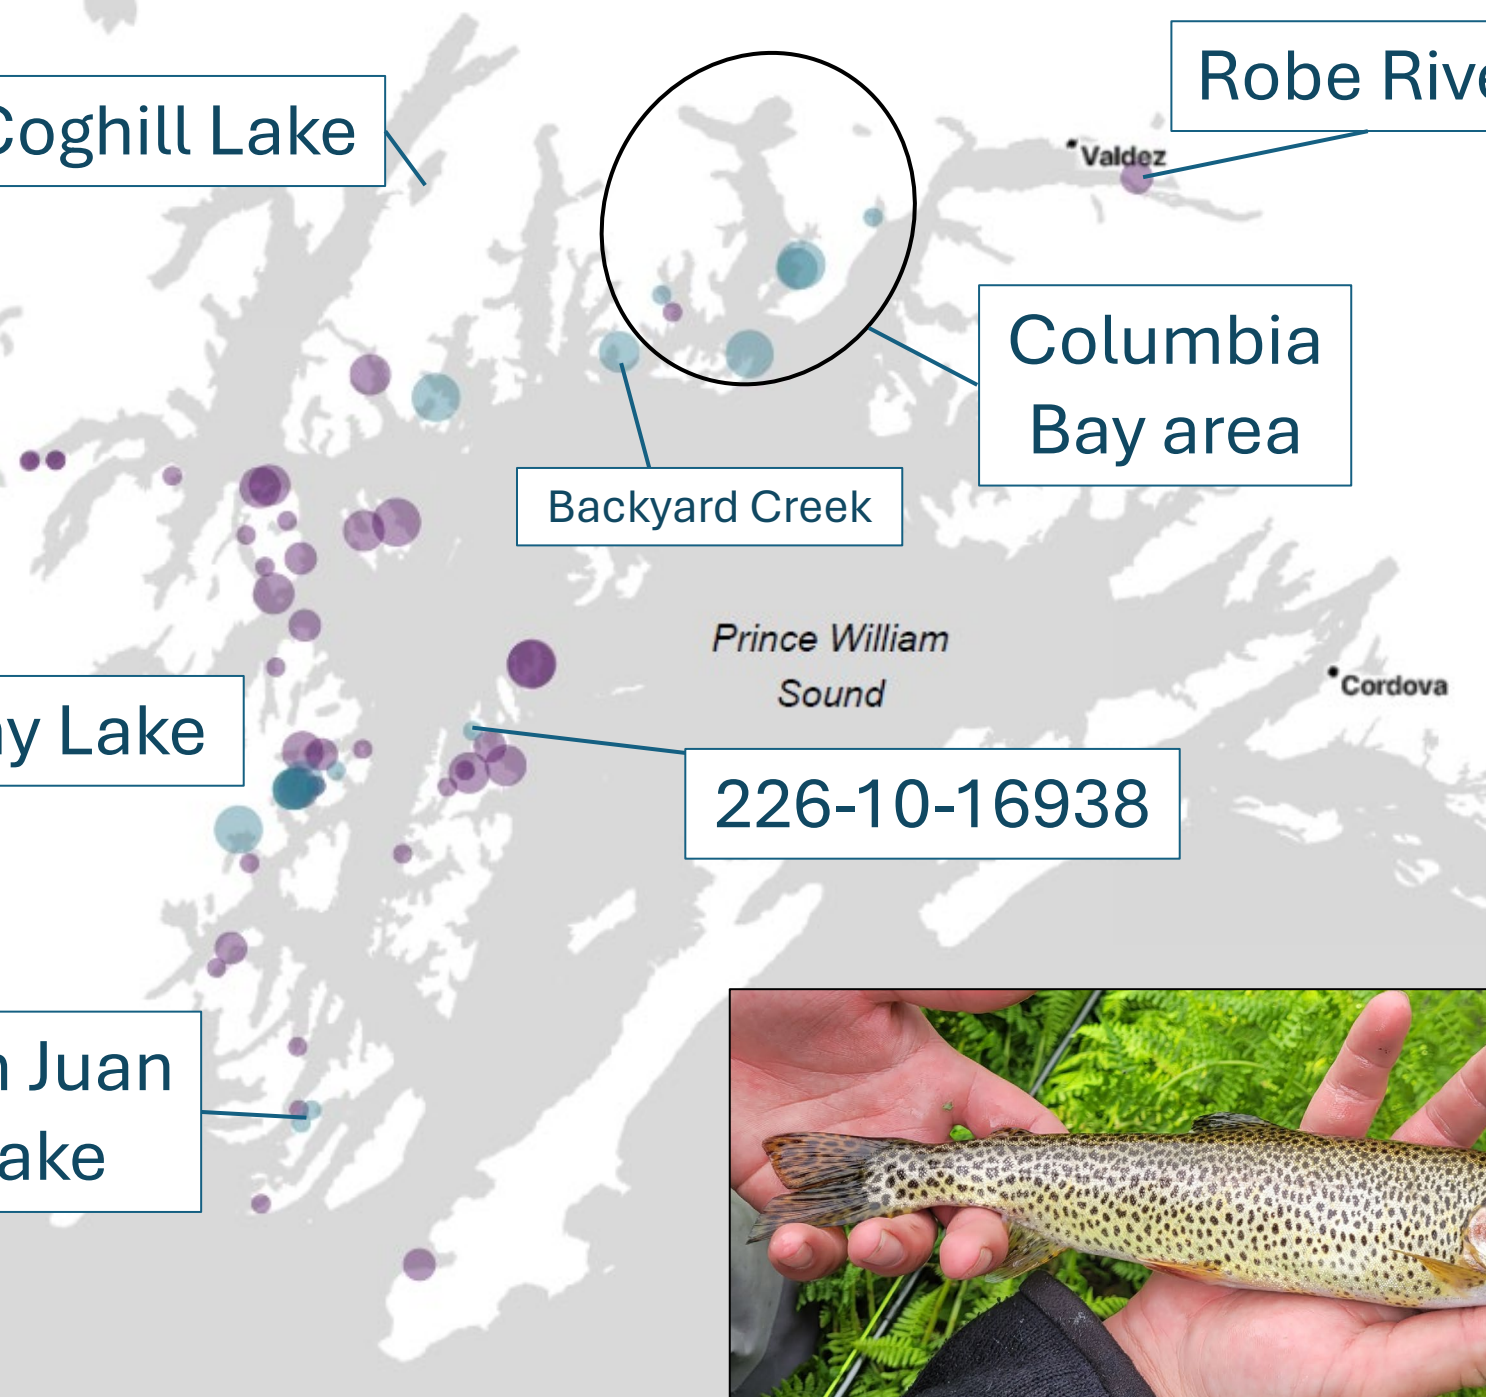 Coghill Lake
Robe Rive
Valdez
Columbia
Bay area
Backyard Creek
Prince William
Sound
Cordova
y Lake
226-10-16938
Juan
ake